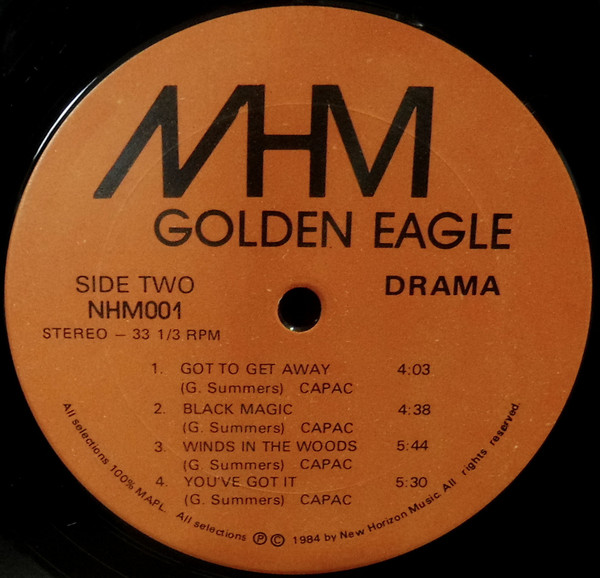 NHM
GOLDEN EAGLE
SIDE TWO
NHM001
STEREO – 33 1/3 RPM
DRAMA
1. GOT TO GET AWAY 4:03
(G. Summers) CAPAC
2. BLACK MAGIC 4:38
(G. Summers) CAPAC
3. WINDS IN THE WOODS 5:44
(G. Summers) CAPAC
4. YOU'VE GOT IT 5:30
(G. Summers) CAPAC
All selections 100% MAPL. All selections ℗ © 1984 by New Horizon Music. All rights reserved.